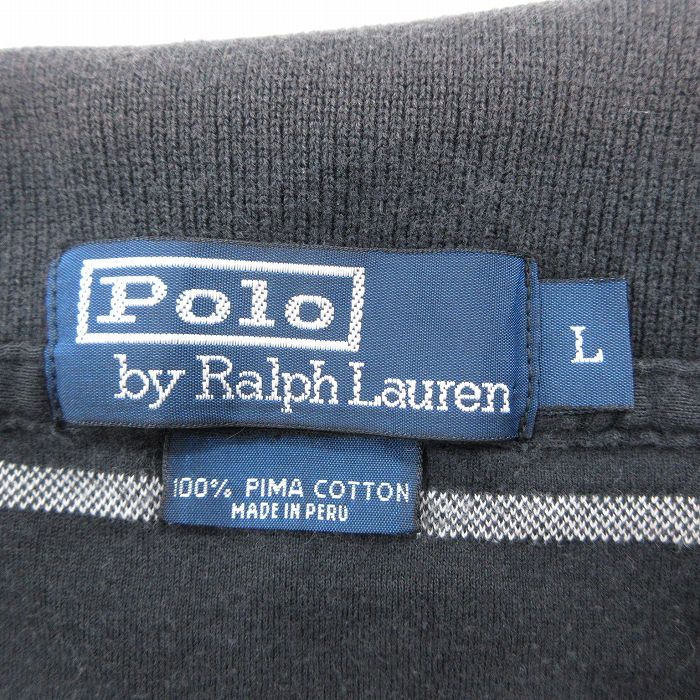 Polo
by Ralph Lauren
L
100% PIMA COTTON
MADE IN PERU